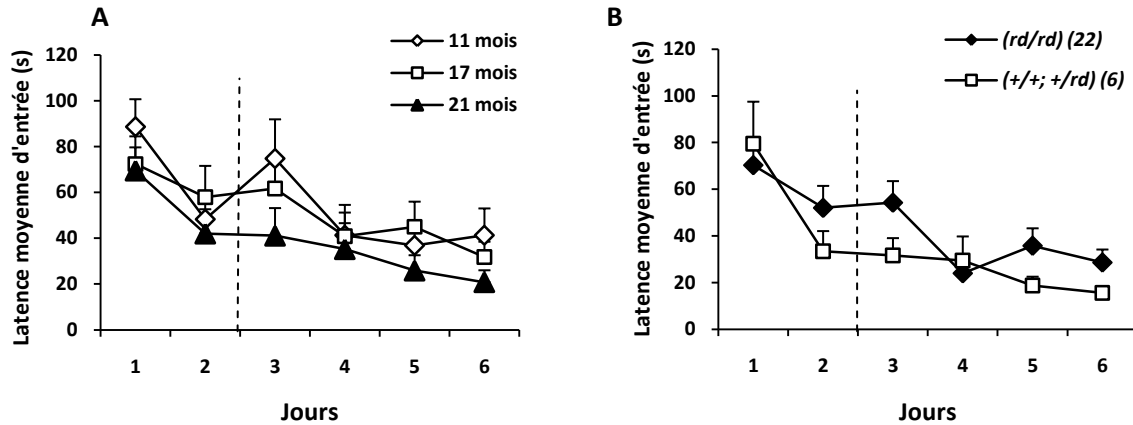 A
Latence moyenne d'entrée (s)
120
100
80
60
40
20
0
11 mois
17 mois
21 mois
1 2 3 4 5 6
Jours
B
Latence moyenne d'entrée (s)
120
100
80
60
40
20
0
(rd/rd) (22)
(+/+; +/rd) (6)
1 2 3 4 5 6
Jours